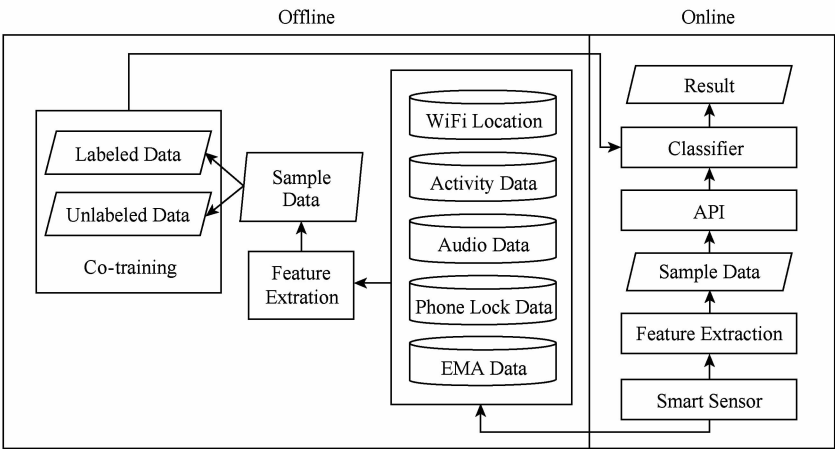 Offline
Online
Labeled Data
Unlabeled Data
Co-training
Sample
Data
Feature
Extration
WiFi Location
Activity Data
Audio Data
Phone Lock Data
EMA Data
Result
Classifier
API
Sample Data
Feature Extraction
Smart Sensor